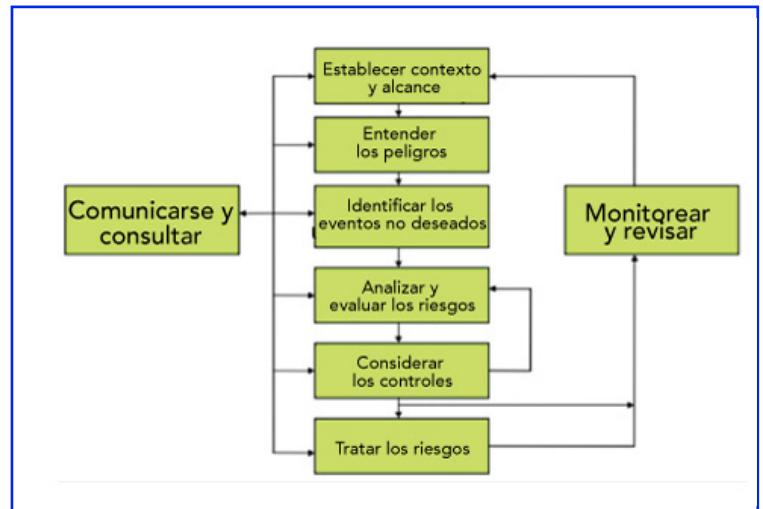 Establecer contexto
y alcance
Entender
los peligros
Comunicarse y
consultar
Identificar los
eventos no deseados
Monitorear
y revisar
Analizar y
evaluar los riesgos
Considerar
los controles
Tratar los riesgos